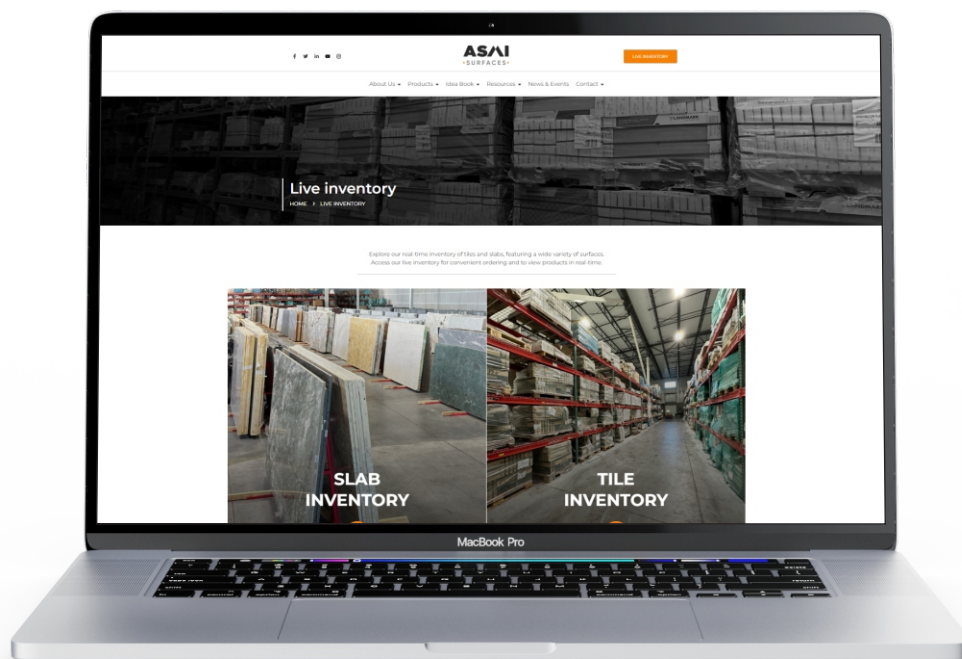 ASMI
SURFACES
LIVE INVENTORY
About Us Products Idea Book Resources News & Events Contact
Live inventory
HOME > LIVE INVENTORY
Explore our real-time inventory of tiles and slabs, featuring a wide variety of surfaces.
Access our live inventory for convenient ordering and to view products in real-time.
SLAB
INVENTORY
TILE
INVENTORY
MacBook Pro